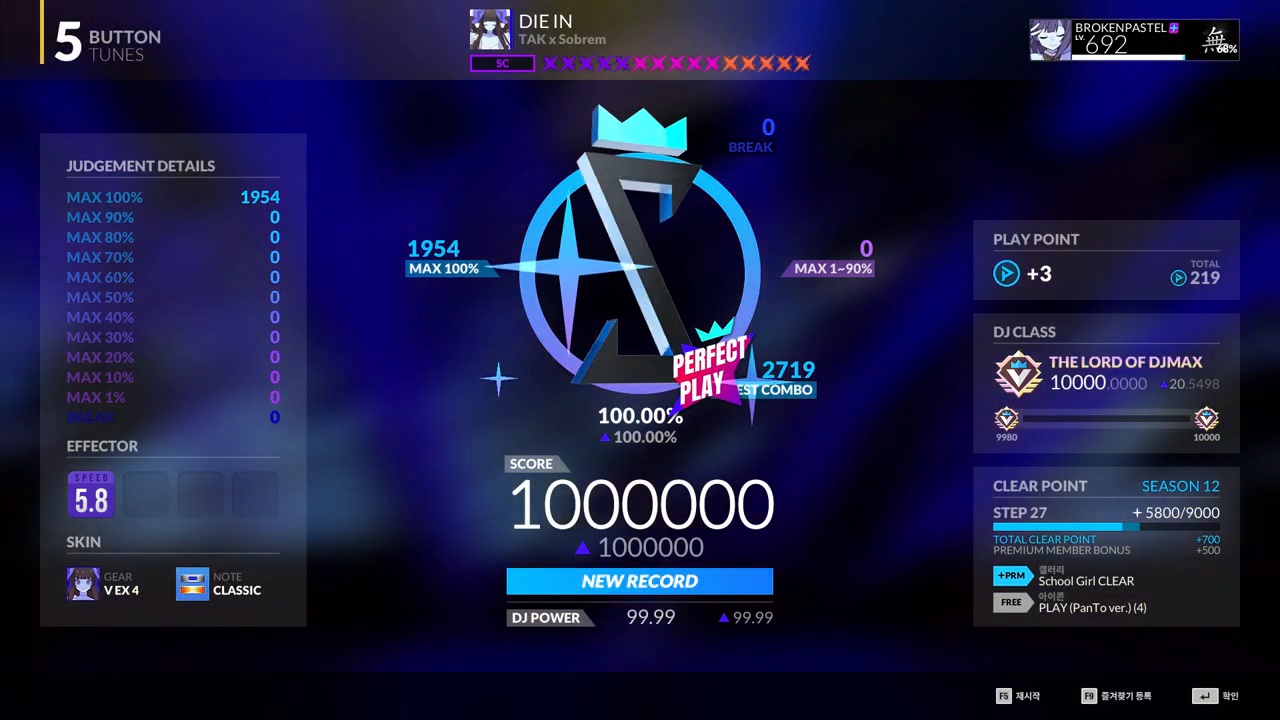 5 BUTTON
TUNES
DIE IN
TAK x Sobrem
SC
BROKENPASTEL
LV. 692
無
68%
JUDGEMENT DETAILS
MAX 100% 1954
MAX 90% 0
MAX 80% 0
MAX 70% 0
MAX 60% 0
MAX 50% 0
MAX 40% 0
MAX 30% 0
MAX 20% 0
MAX 10% 0
MAX 1% 0
0
EFFECTOR
SPEED
5.8
SKIN
GEAR
V EX 4
NOTE
CLASSIC
0
BREAK
1954
MAX 100%
0
MAX 1~90%
S
PERFECT
PLAY
2719
EST COMBO
100.00%
▲ 100.00%
SCORE
1000000
▲ 1000000
NEW RECORD
DJ POWER 99.99 ▲ 99.99
PLAY POINT
+3
TOTAL
219
DJ CLASS
THE LORD OF DJMAX
10000.0000 ▲20.5498
9980 10000
CLEAR POINT SEASON 12
STEP 27 + 5800/9000
TOTAL CLEAR POINT +700
PREMIUM MEMBER BONUS +500
+PRM 갤러리
School Girl CLEAR
FREE 아이콘
PLAY (PanTo ver.) (4)
F5 재시작 F9 즐겨찾기 등록 ↵ 확인